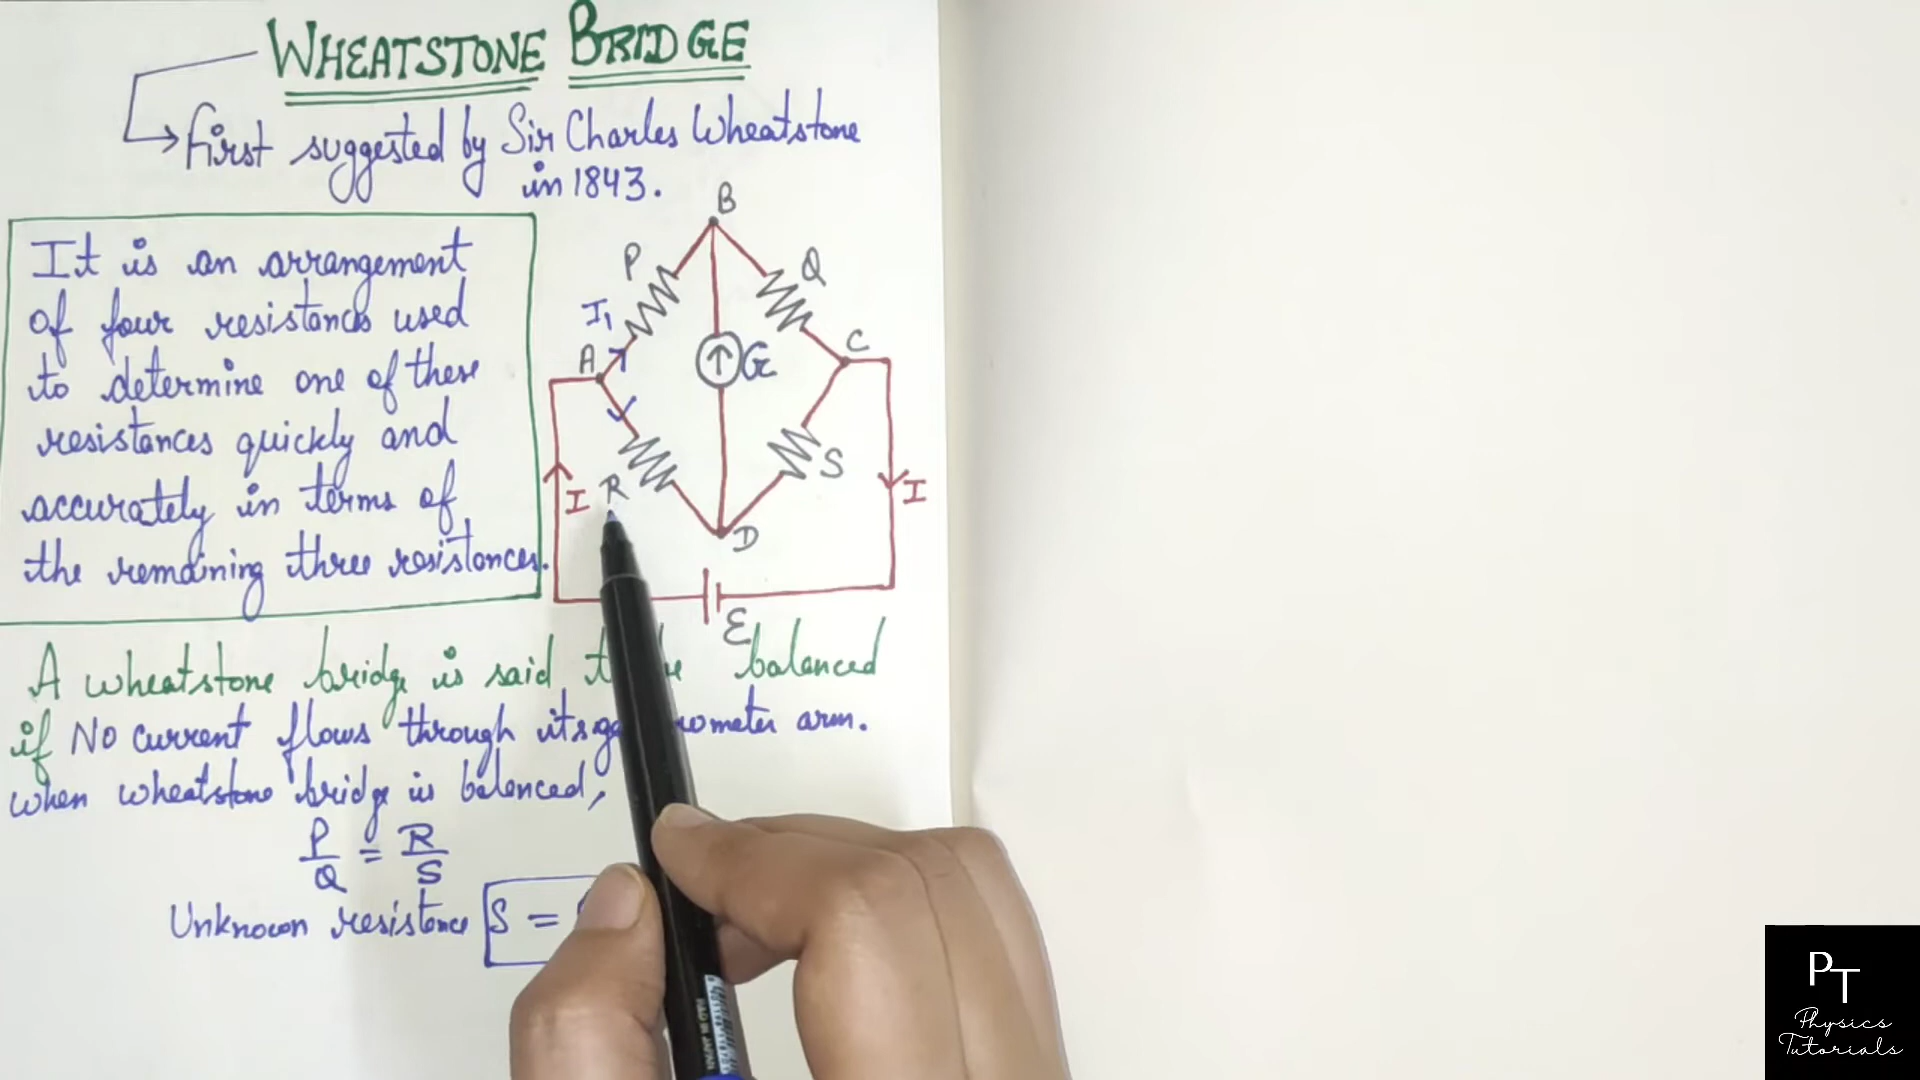 WHEATSTONE BRIDGE
First suggested by Sir Charles Wheatstone
in 1843.
It is an arrangement
of four resistances used
to determine one of these
resistances quickly and
accurately in terms of
the remaining three resistances.
B
P
Q
I₁
A
G
C
R
S
I
I
D
E
A wheatstone bridge is said balanced
if No current flows through its arm.
when wheatstone bridge is balanced,
P/Q = R/S
Unknown resistance S =
PT
Physics
Tutorials